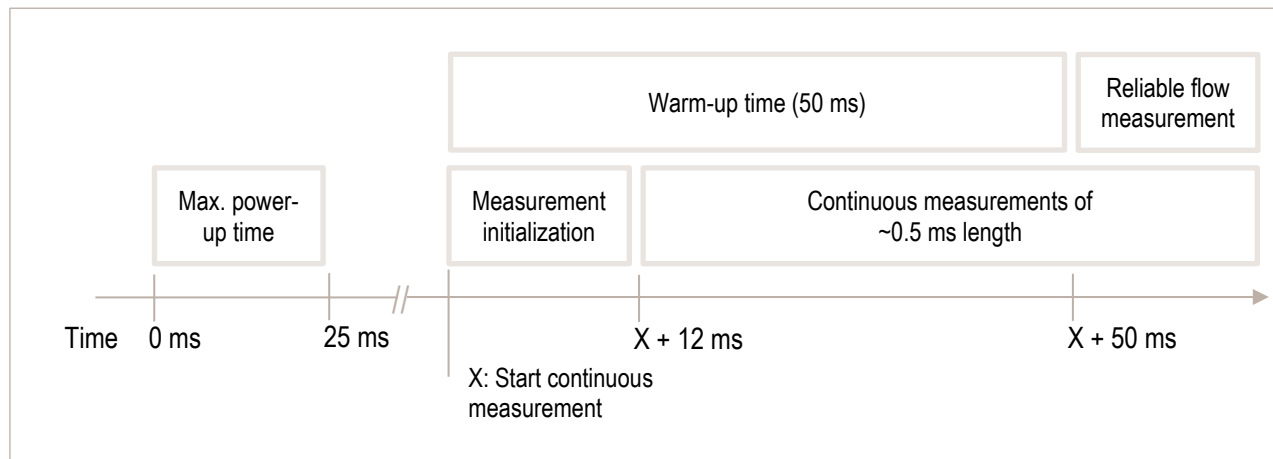 Warm-up time (50 ms)
Reliable flow
measurement
Max. power-
up time
Measurement
initialization
Continuous measurements of
~0.5 ms length
Time
0 ms
25 ms
X + 12 ms
X + 50 ms
X: Start continuous
measurement